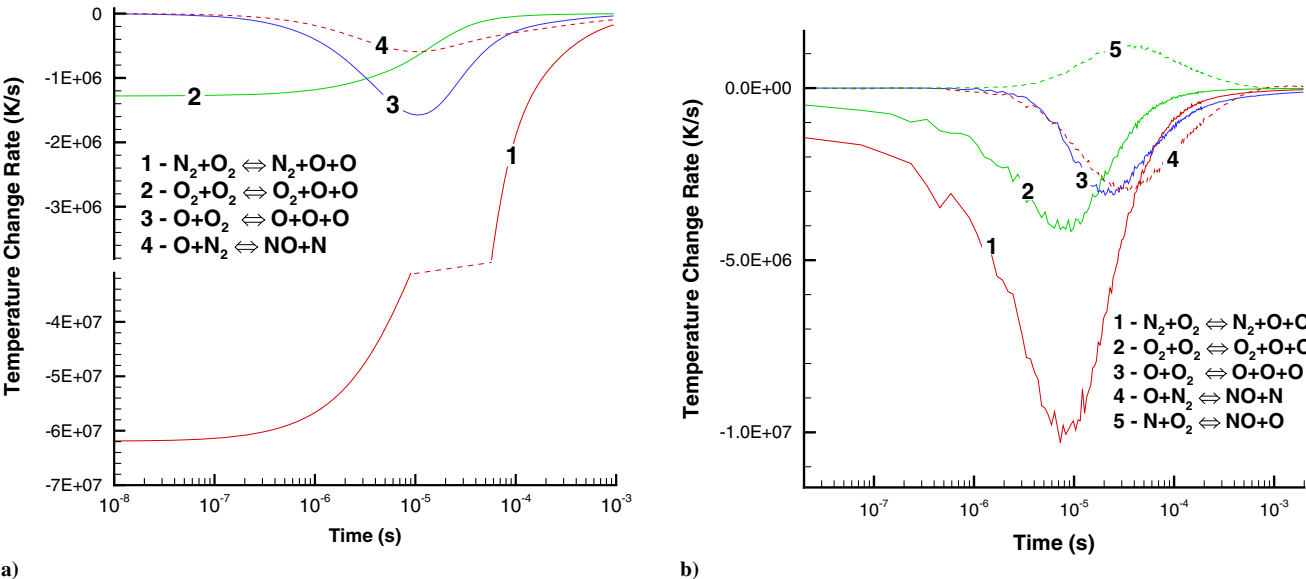 Temperature Change Rate (K/s)
0
-1E+06
-2E+06
-3E+06
-4E+07
-5E+07
-6E+07
-7E+07
1
2
3
4
1 - N₂+O₂ ⇔ N₂+O+O
2 - O₂+O₂ ⇔ O₂+O+O
3 - O+O₂ ⇔ O+O+O
4 - O+N₂ ⇔ NO+N
10⁻⁸ 10⁻⁷ 10⁻⁶ 10⁻⁵ 10⁻⁴ 10⁻³
Time (s)
a)
Temperature Change Rate (K/s)
0.0E+00
-5.0E+06
-1.0E+07
5
4
3
2
1
1 - N₂+O₂ ⇔ N₂+O+O
2 - O₂+O₂ ⇔ O₂+O+O
3 - O+O₂ ⇔ O+O+O
4 - O+N₂ ⇔ NO+N
5 - N+O₂ ⇔ NO+O
10⁻⁷ 10⁻⁶ 10⁻⁵ 10⁻⁴ 10⁻³
Time (s)
b)